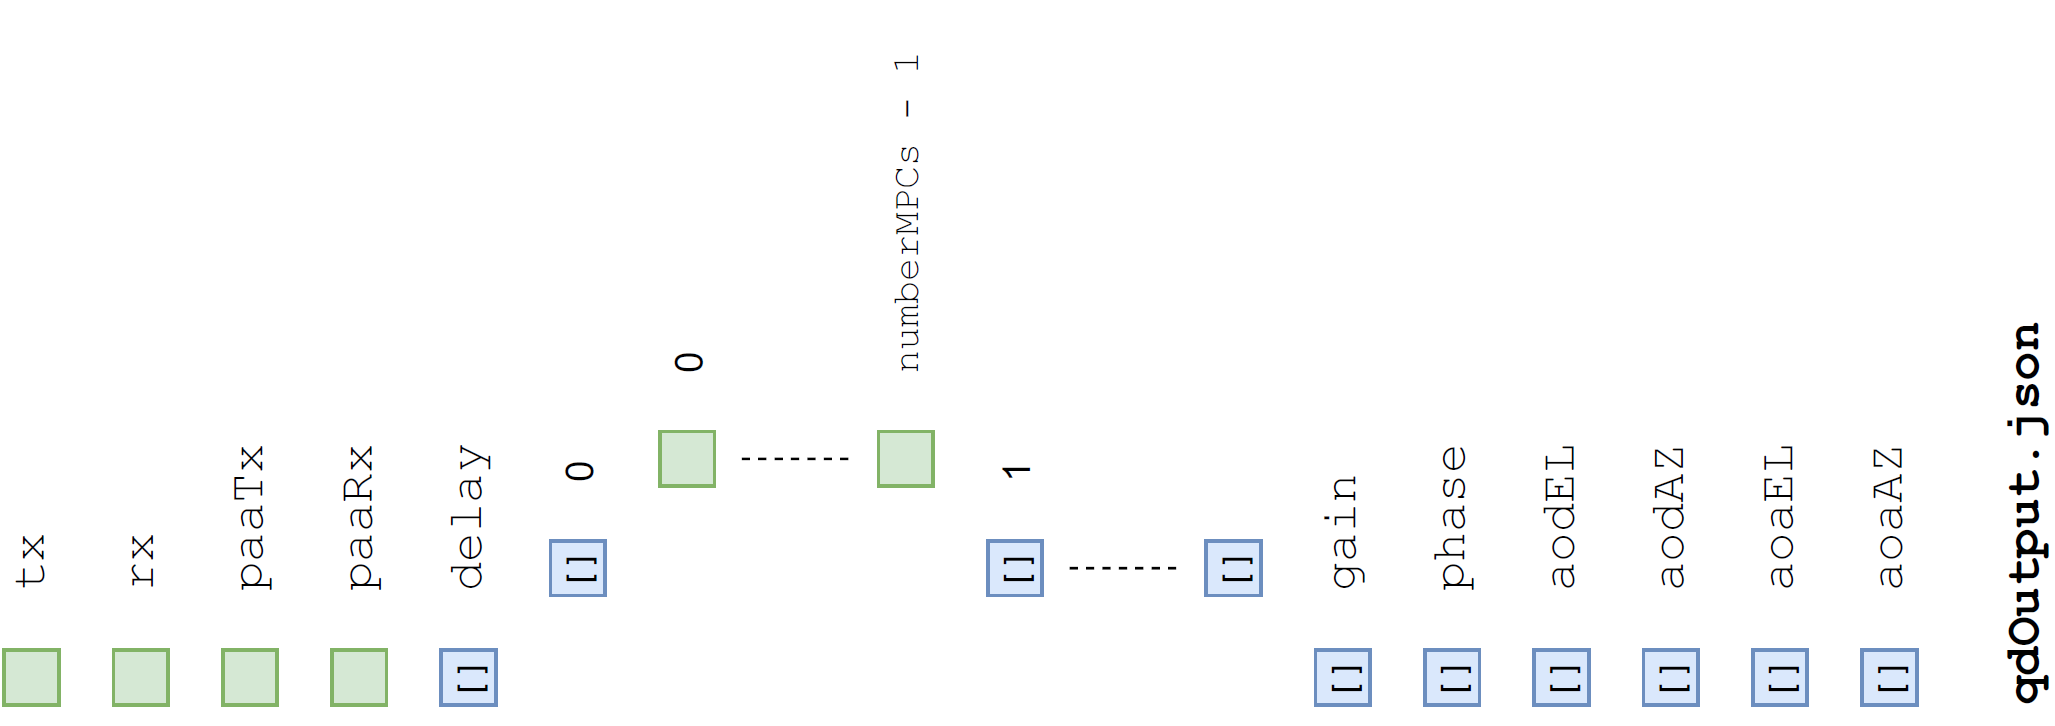 tx
rx
paaTx
paaRx
delay
[] 0
0
numberMPCs - 1
[] 1
[]
[] 
[] gain
[] phase
[] aodEL
[] aodAZ
[] aoaEL
[] aoaAZ
qdOutput.json